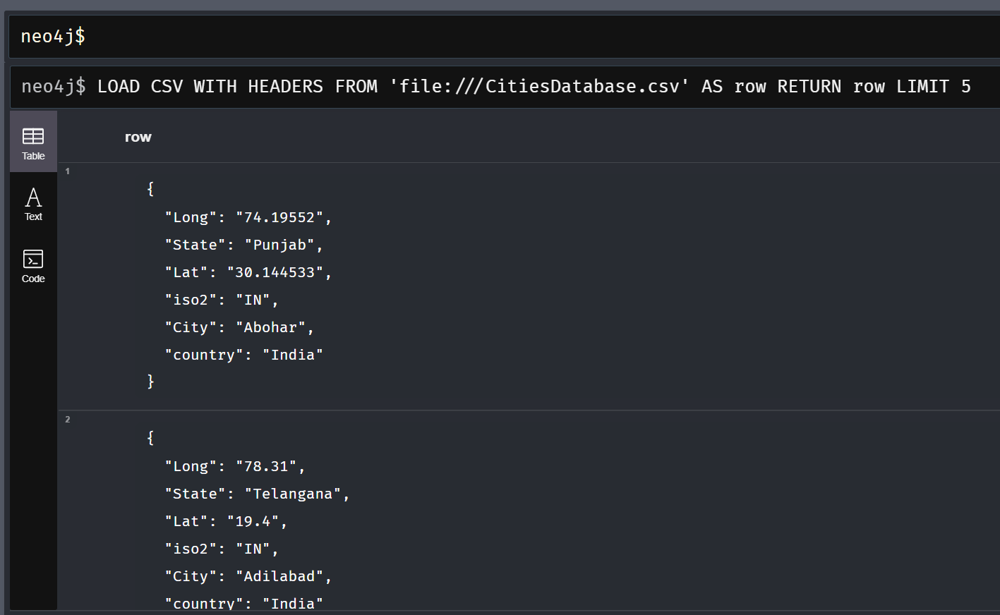 neo4j$
neo4j$ LOAD CSV WITH HEADERS FROM 'file:///CitiesDatabase.csv' AS row RETURN row LIMIT 5
Table
Text
Code
row
1
{
"Long": "74.19552",
"State": "Punjab",
"Lat": "30.144533",
"iso2": "IN",
"City": "Abohar",
"country": "India"
}
2
{
"Long": "78.31",
"State": "Telangana",
"Lat": "19.4",
"iso2": "IN",
"City": "Adilabad",
"country": "India"